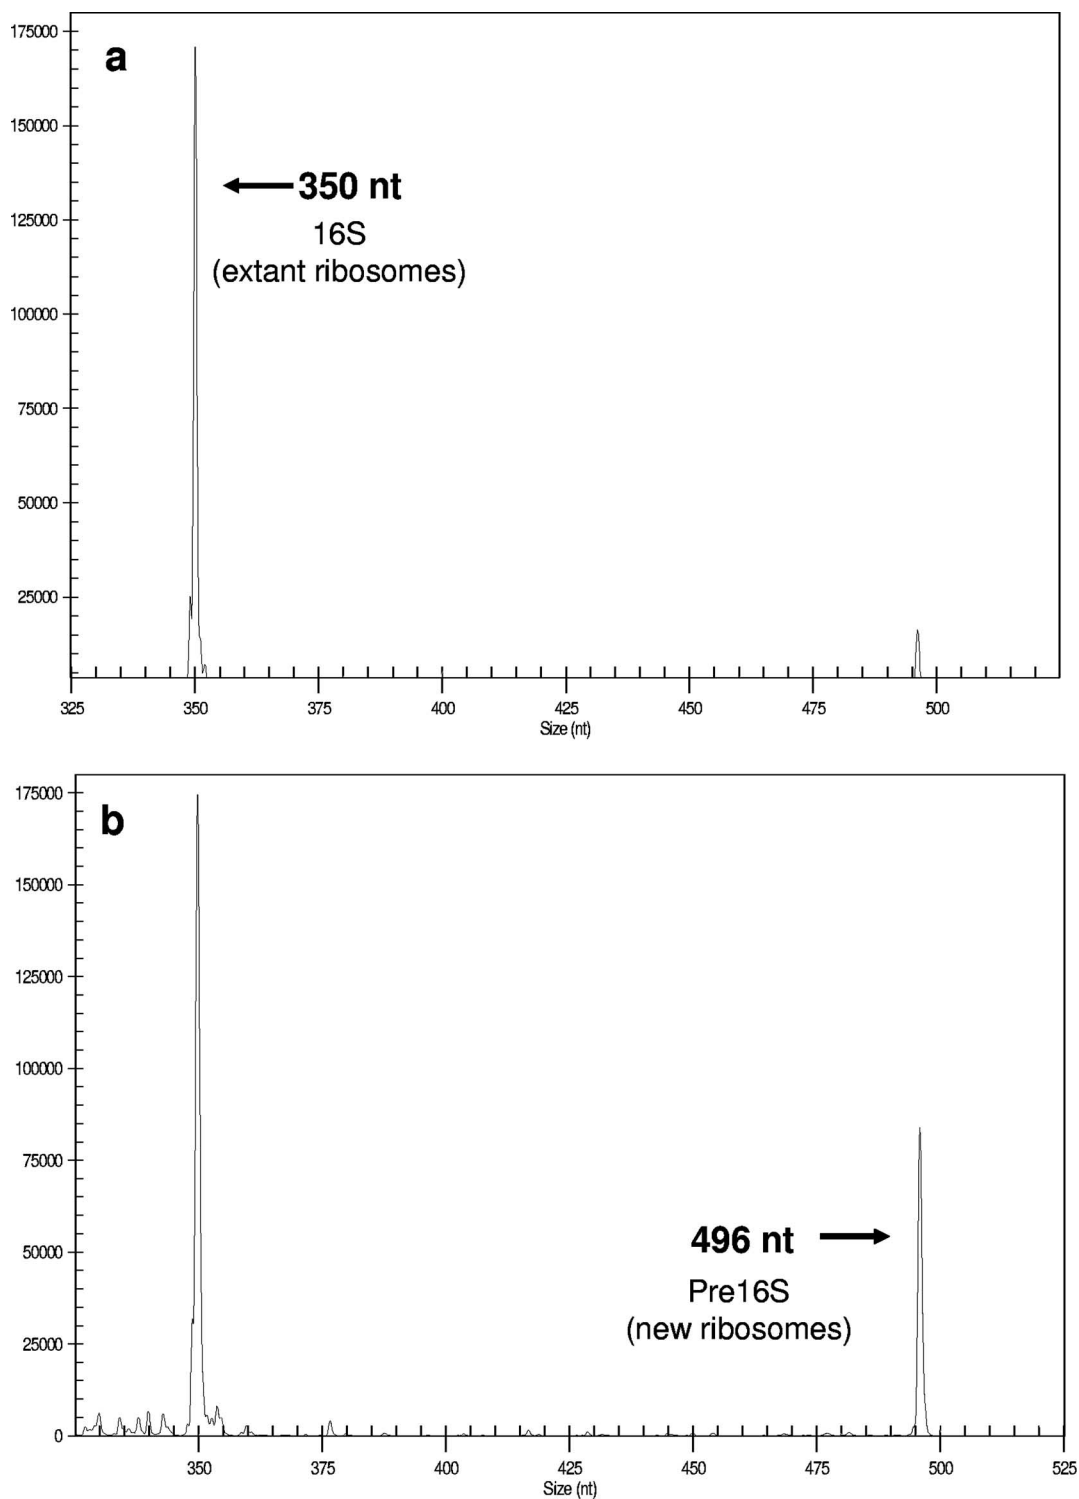 a
175000
150000
125000
100000
75000
50000
25000
350 nt
16S
(extant ribosomes)
325 350 375 400 425 450 475 500
Size (nt)
b
175000
150000
125000
100000
75000
50000
25000
0
496 nt
Pre16S
(new ribosomes)
350 375 400 425 450 475 500 525
Size (nt)